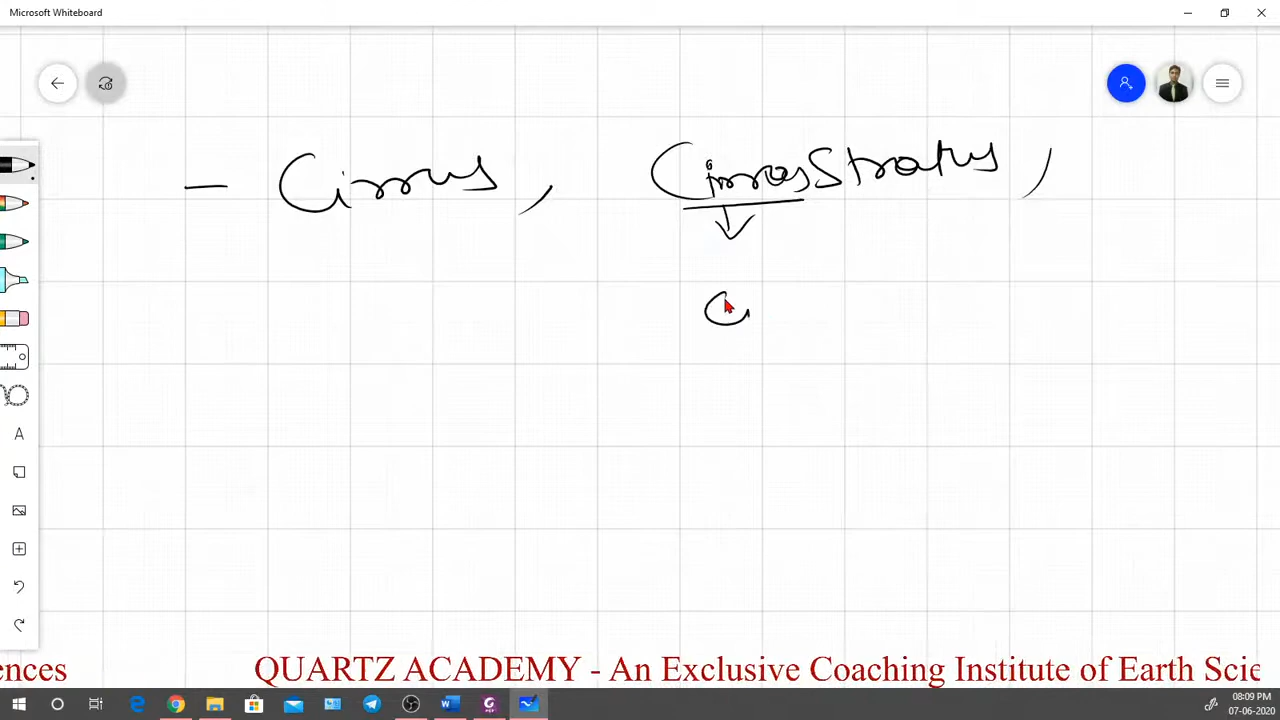 Microsoft Whiteboard
- Cirrus, CirrosStratus,
C
A
ences QUARTZ ACADEMY - An Exclusive Coaching Institute of Earth Scie
08:09 PM
07-06-2020